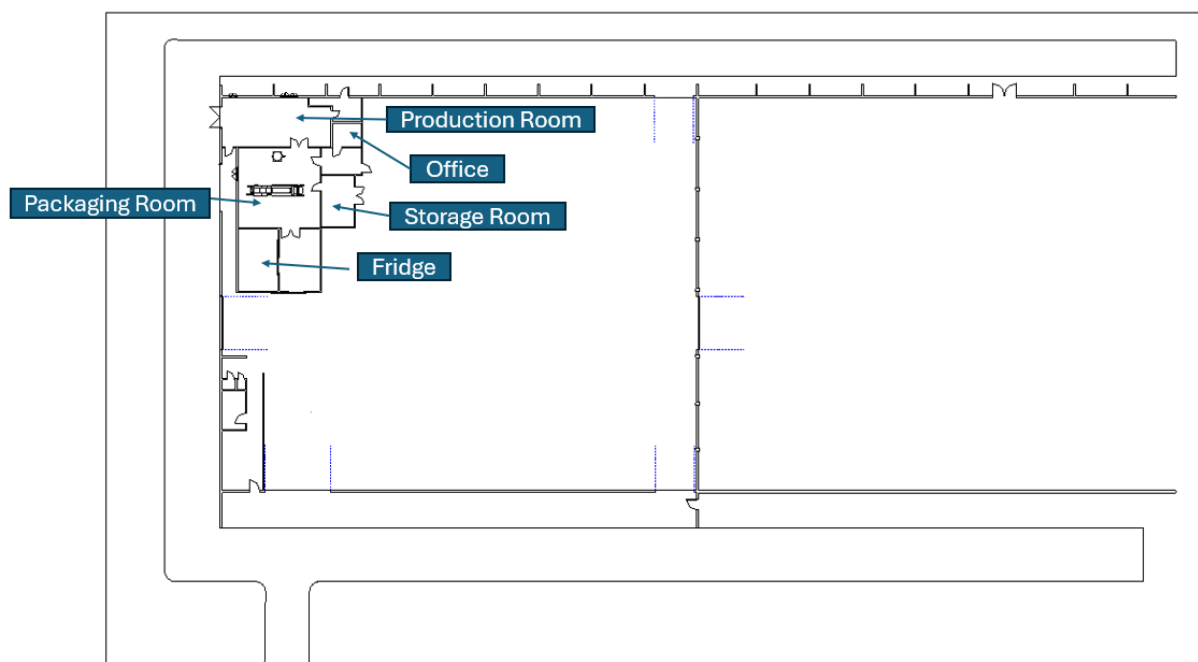 Production Room
Office
Packaging Room
Storage Room
Fridge